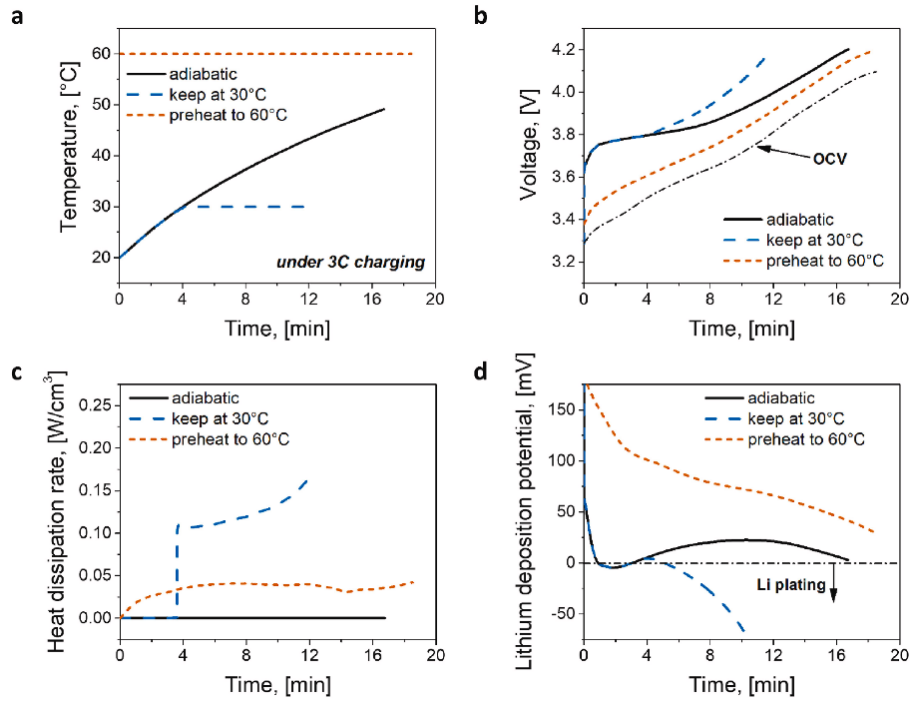 a
Temperature, [°C]
60
50
40
30
20
adiabatic
keep at 30°C
preheat to 60°C
under 3C charging
0 4 8 12 16 20
Time, [min]
b
Voltage, [V]
4.2
4.0
3.8
3.6
3.4
3.2
OCV
adiabatic
keep at 30°C
preheat to 60°C
0 4 8 12 16 20
Time, [min]
c
Heat dissipation rate, [W/cm³]
0.25
0.20
0.15
0.10
0.05
0.00
adiabatic
keep at 30°C
preheat to 60°C
0 4 8 12 16 20
Time, [min]
d
Lithium deposition potential, [mV]
150
100
50
0
-50
adiabatic
keep at 30°C
preheat to 60°C
Li plating
0 4 8 12 16 20
Time, [min]